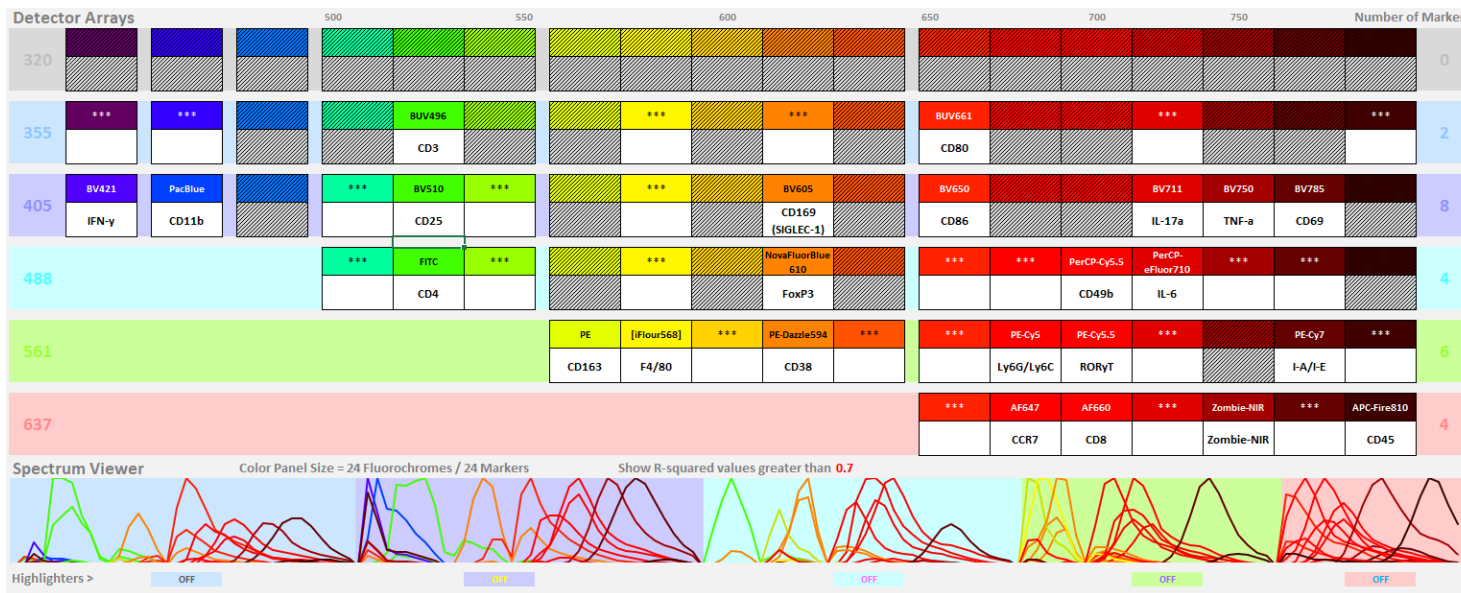 Detector Arrays 500 550 600 650 700 750 Number of Marker
320 0
*** *** BUV496 *** *** BUV661 *** ***
355 2
CD3 CD80
BV421 PacBlue *** BV510 *** *** BV605 BV650 BV711 BV750 BV785
405 8
IFN-y CD11b CD25 CD169 CD86 IL-17a TNF-a CD69
(SIGLEC-1)
*** FITC *** *** NovaFluorBlue *** *** PerCP-Cy5.5 PerCP- *** ***
610 eFluor710
488 4
CD4 FoxP3 CD49b IL-6
PE [iFlour568] *** PE-Dazzle594 *** *** PE-Cy5 PE-Cy5.5 *** PE-Cy7 ***
561 6
CD163 F4/80 CD38 Ly6G/Ly6C RORyT I-A/I-E
*** AF647 AF660 *** Zombie-NIR *** APC-Fire810
637 4
CCR7 CD8 Zombie-NIR CD45
Spectrum Viewer Color Panel Size = 24 Fluorochromes / 24 Markers Show R-squared values greater than 0.7
Highlighters > OFF OFF OFF OFF OFF